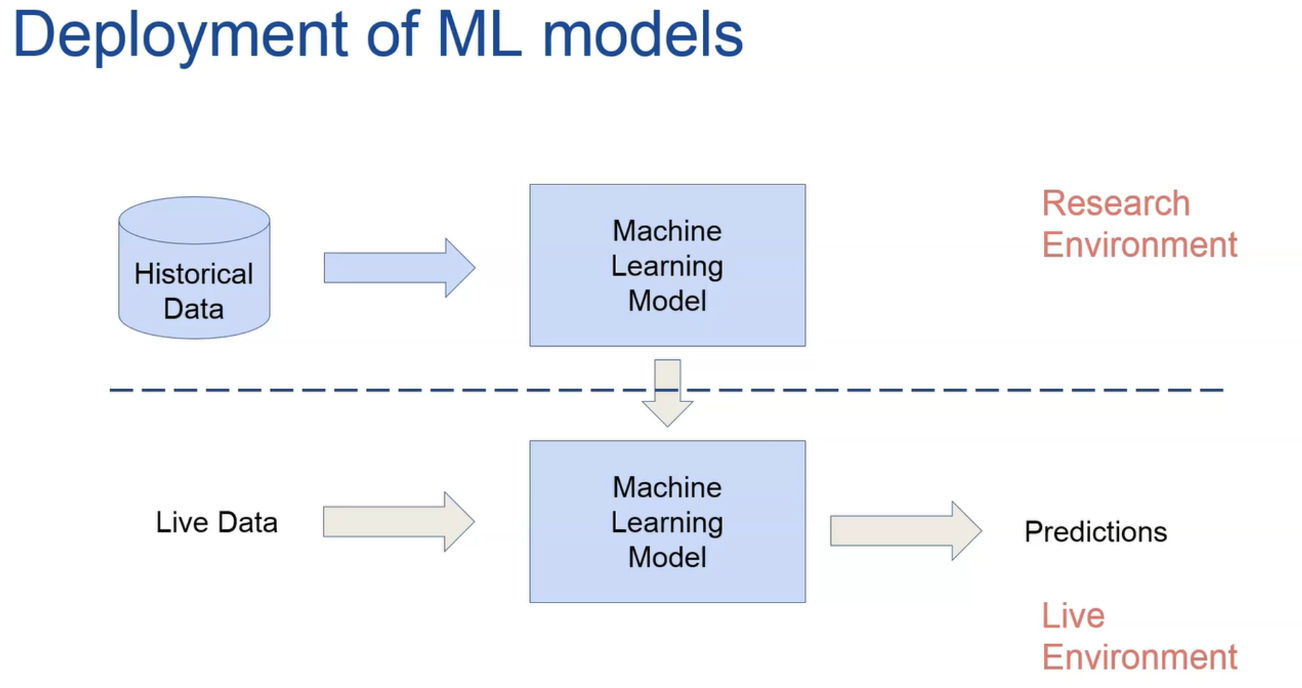 Deployment of ML models
Historical
Data
Machine
Learning
Model
Research
Environment
Live Data
Machine
Learning
Model
Predictions
Live
Environment